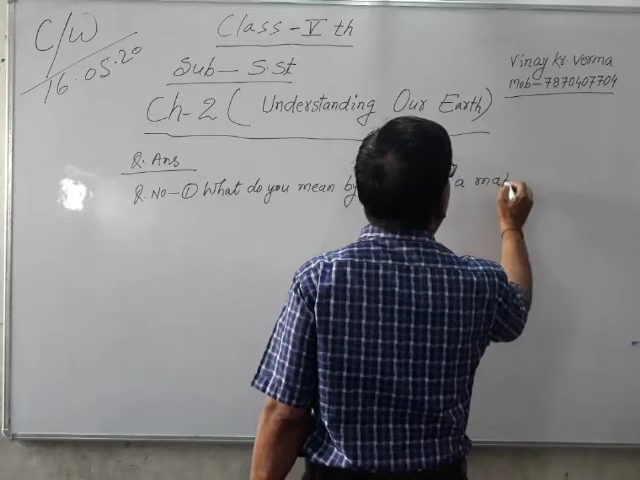 C/W
16.05.20
Class - V th
Sub - S.St
Vinay Kr. Verma
Mob - 7870407704
Ch-2 ( Understanding Our Earth)
Q. Ans
Q. No - ① What do you mean by a map